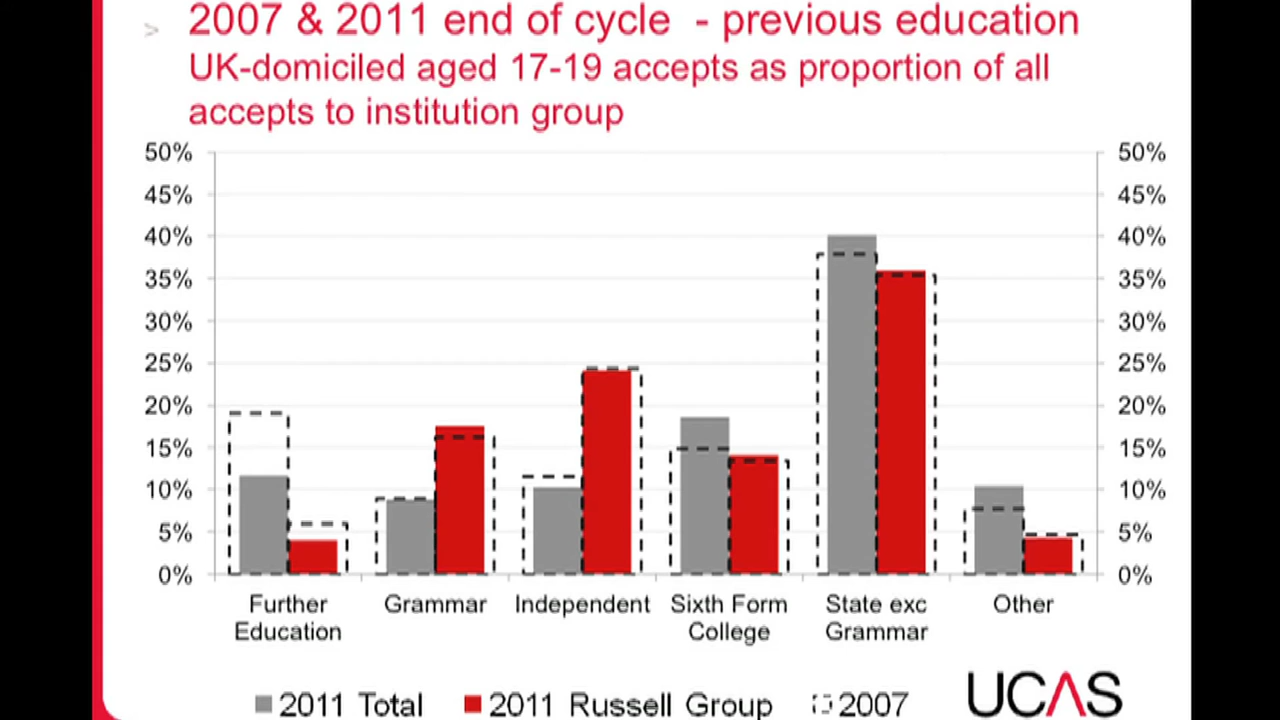 > 2007 & 2011 end of cycle - previous education
UK-domiciled aged 17-19 accepts as proportion of all
accepts to institution group
50% 50%
45% 45%
40% 40%
35% 35%
30% 30%
25% 25%
20% 20%
15% 15%
10% 10%
5% 5%
0% 0%
Further Grammar Independent Sixth Form State exc Other
Education College Grammar
2011 Total 2011 Russell Group 2007 UCAS